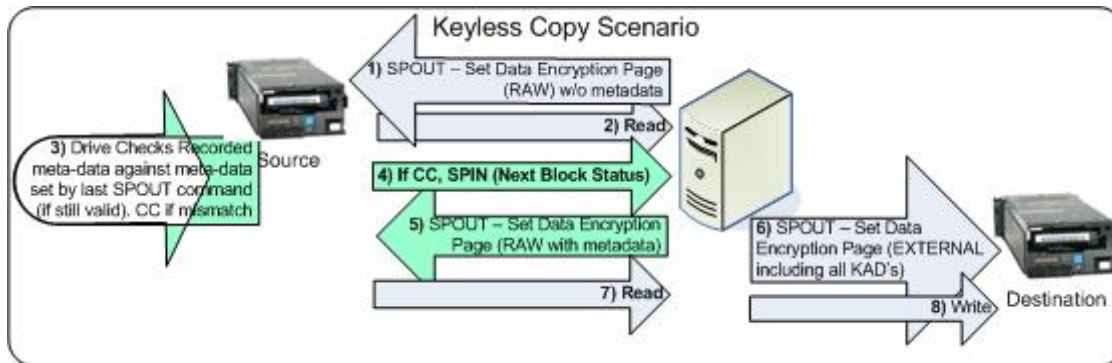 Keyless Copy Scenario
1) SPOUT – Set Data Encryption Page
(RAW) w/o metadata
2) Read
Source
3) Drive Checks Recorded
meta-data against meta-data
set by last SPOUT command
(if still valid), CC if mismatch
4) If CC, SPIN (Next Block Status)
5) SPOUT – Set Data Encryption
Page (RAW with metadata)
6) SPOUT – Set Data
Encryption Page (EXTERNAL
including all KAD's)
7) Read
8) Write
Destination